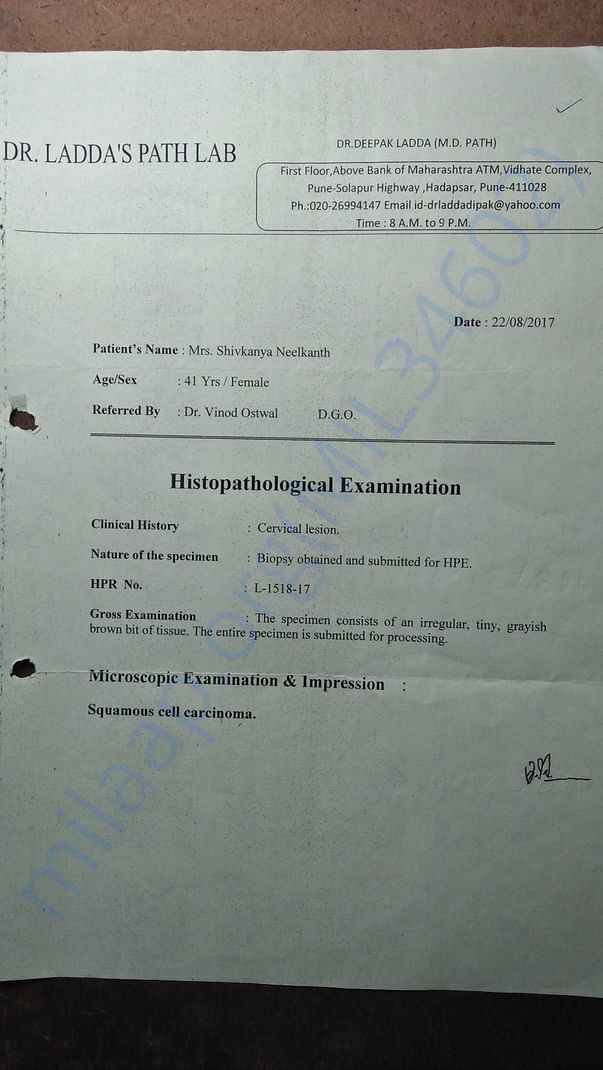 DR. LADDA'S PATH LAB
DR.DEEPAK LADDA (M.D. PATH)
First Floor,Above Bank of Maharashtra ATM,Vidhate Complex,
Pune-Solapur Highway ,Hadapsar, Pune-411028
Ph.:020-26994147 Email id-drladdadipak@yahoo.com
Time : 8 A.M. to 9 P.M.
Date : 22/08/2017
Patient's Name : Mrs. Shivkanya Neelkanth
Age/Sex : 41 Yrs / Female
Referred By : Dr. Vinod Ostwal D.G.O.
Histopathological Examination
Clinical History : Cervical lesion.
Nature of the specimen : Biopsy obtained and submitted for HPE.
HPR No. : L-1518-17
Gross Examination : The specimen consists of an irregular, tiny, grayish
brown bit of tissue. The entire specimen is submitted for processing.
Microscopic Examination & Impression :
Squamous cell carcinoma.
milaap.org(MIL34602)